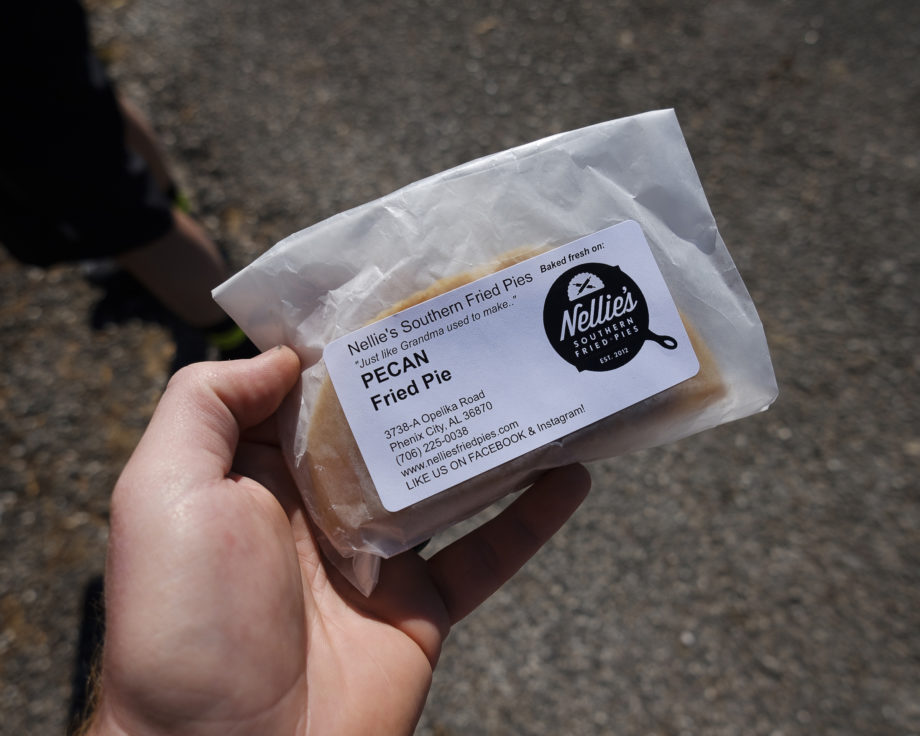 Nellie's Southern Fried Pies
"Just like Grandma used to make.."
PECAN
Fried Pie
3738-A Opelika Road
Phenix City, AL 36870
(706) 225-0038
www.nelliesfriedpies.com
LIKE US ON FACEBOOK & Instagram!
Baked fresh on:
Nellie's
SOUTHERN
FRIED PIES
EST. 2012